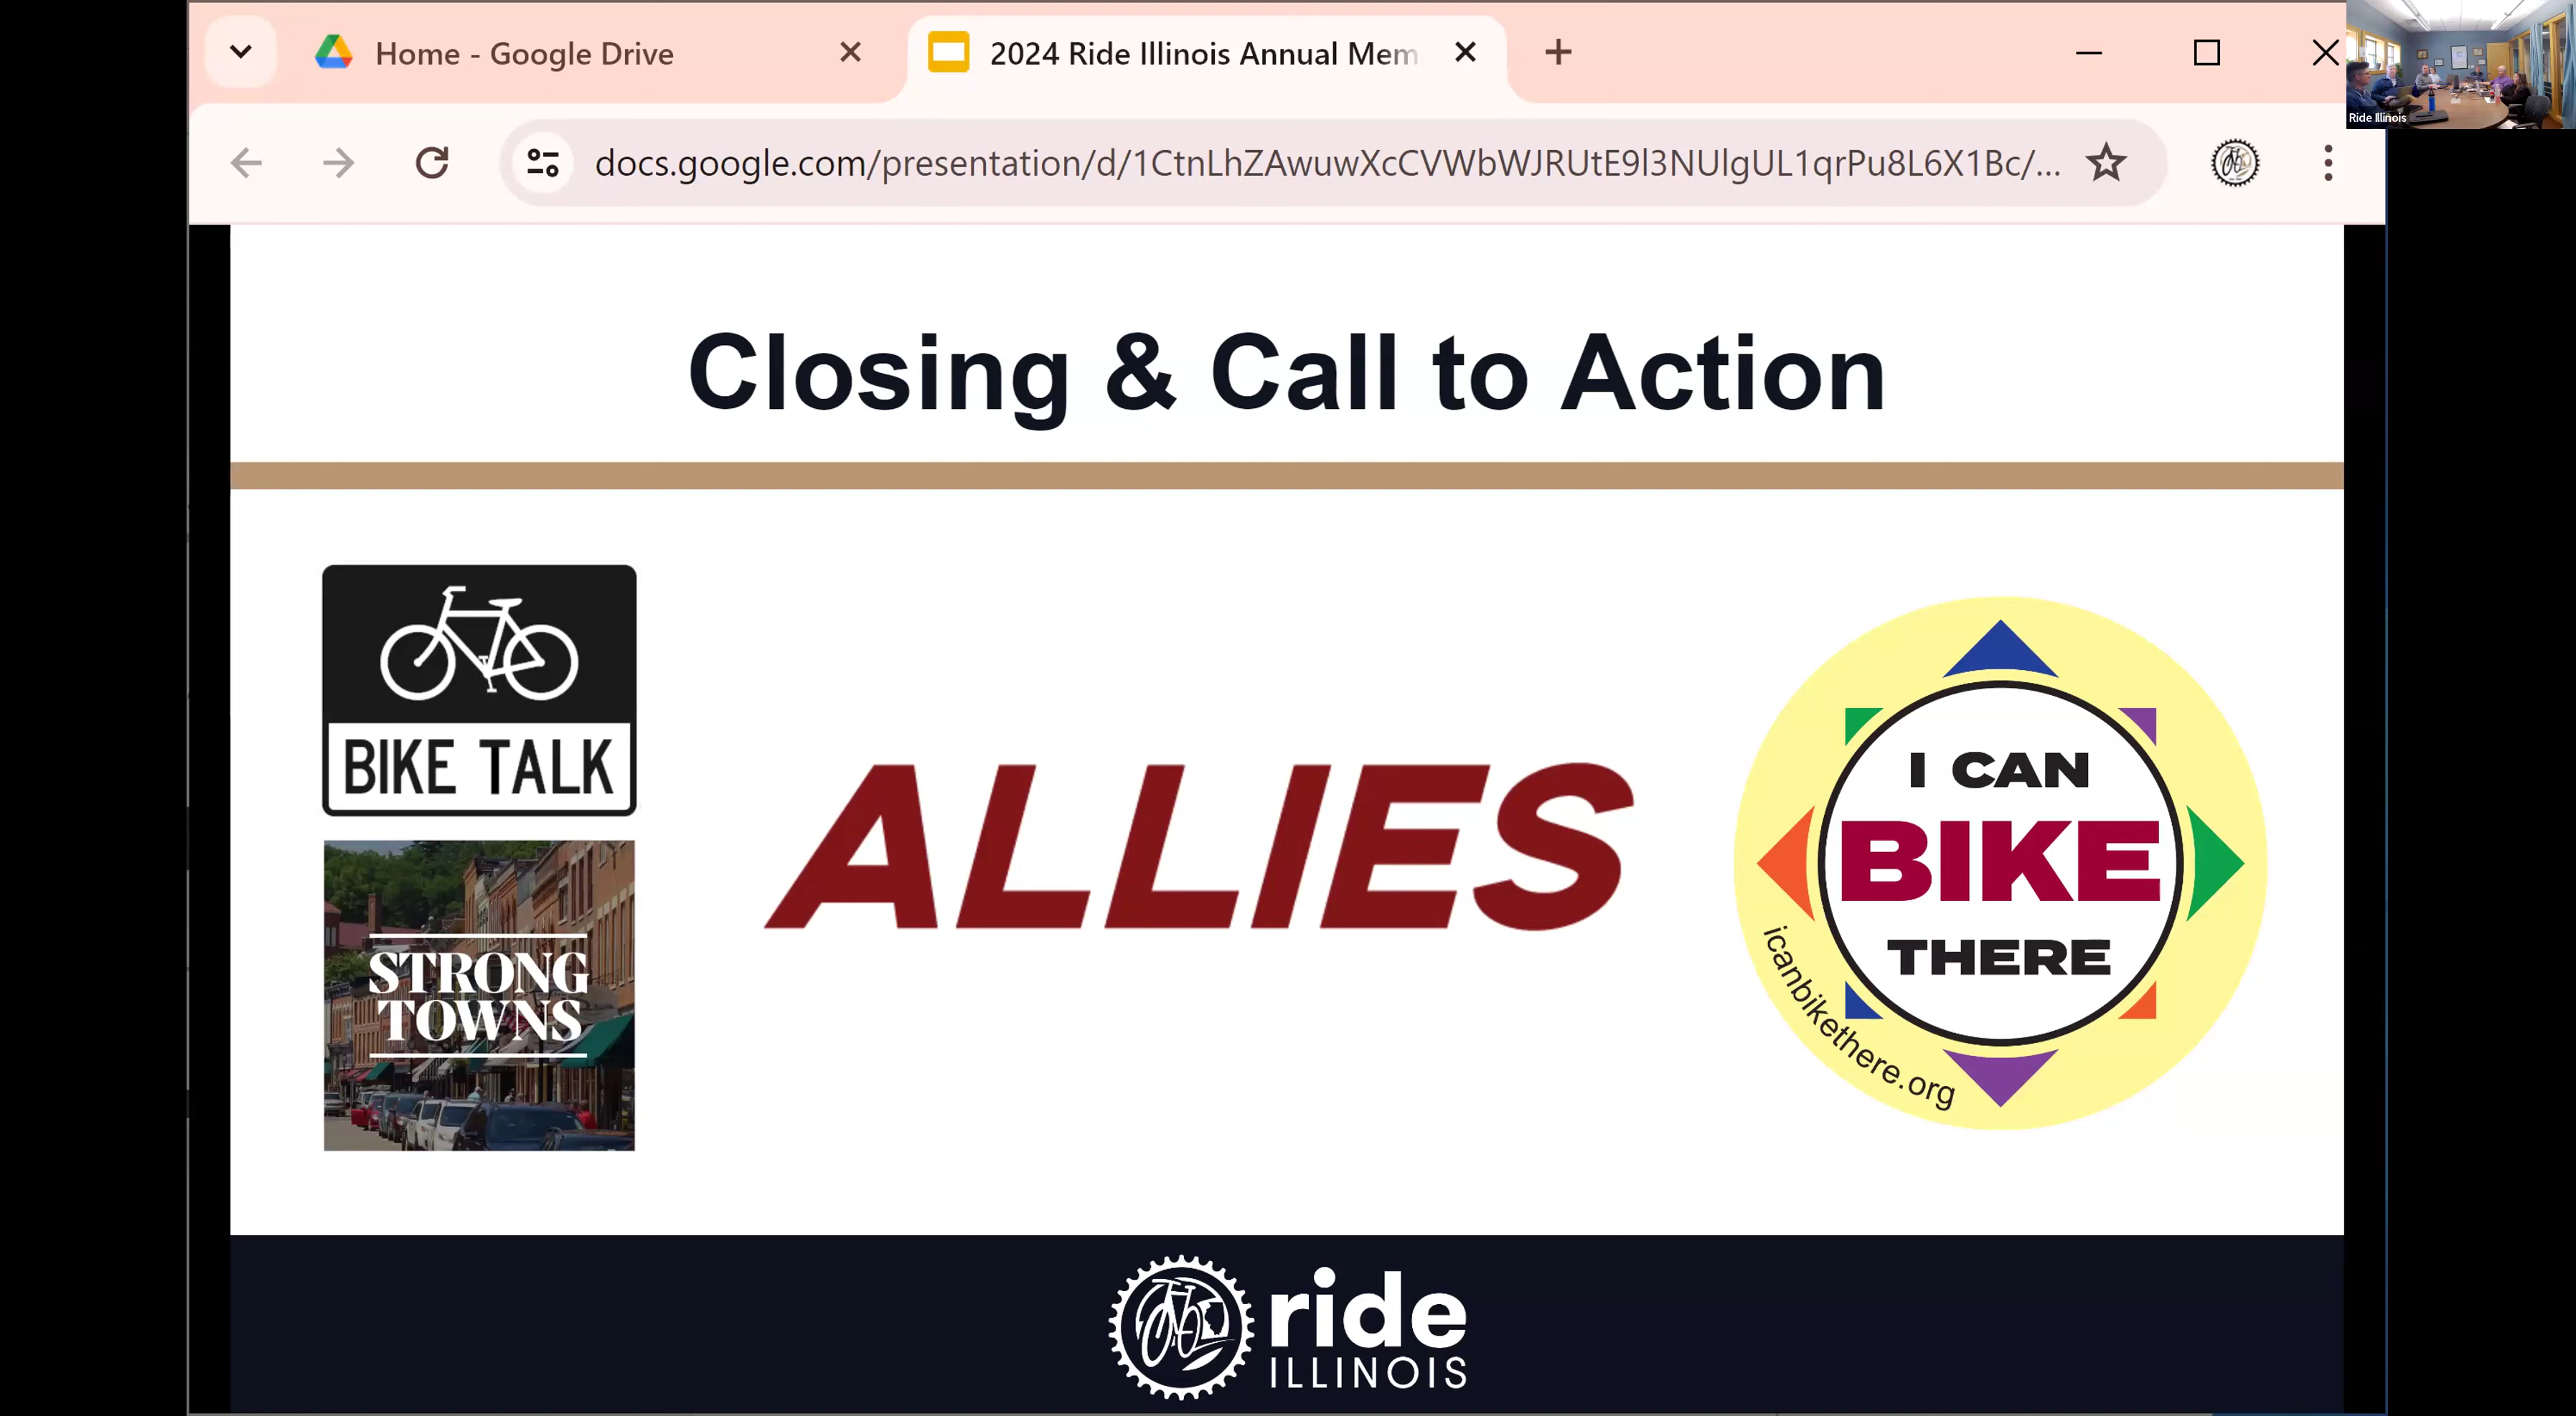 Home - Google Drive
2024 Ride Illinois Annual Mem
Ride Illinois
docs.google.com/presentation/d/1CtnLhZAwuwXcCVWbWJRUtE9l3NUlgUL1qrPu8L6X1Bc/...
Closing & Call to Action
BIKE TALK
STRONG
TOWNS
ALLIES
I CAN
BIKE
THERE
icanbikethere.org
ride
ILLINOIS